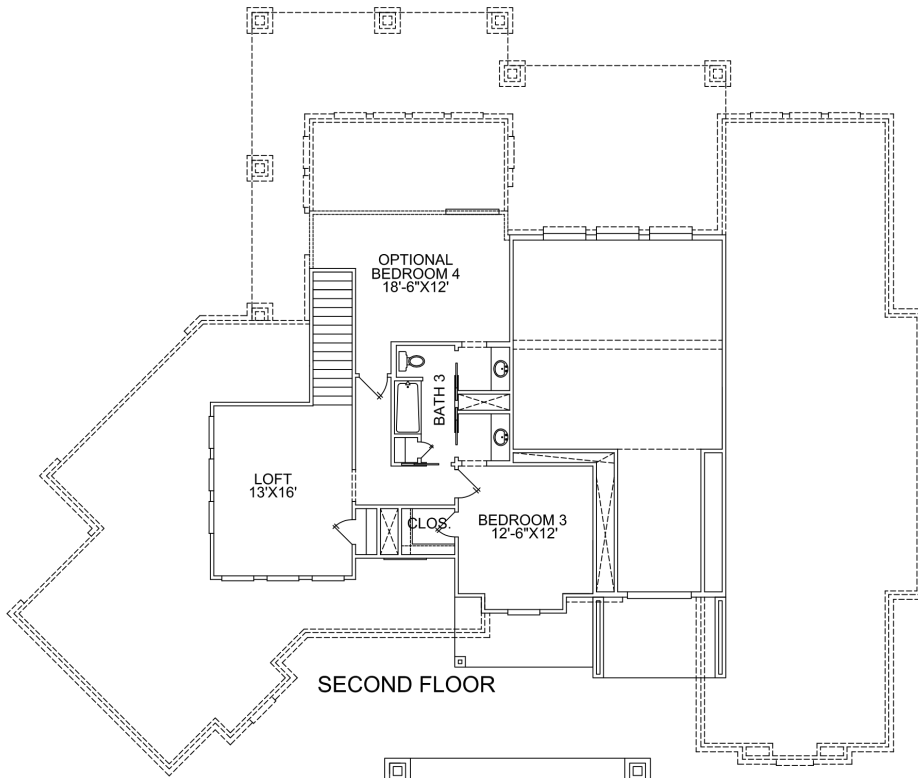 OPTIONAL
BEDROOM 4
18'-6"X12'
BATH 3
LOFT
13'X16'
CLOS.
BEDROOM 3
12'-6"X12'
SECOND FLOOR